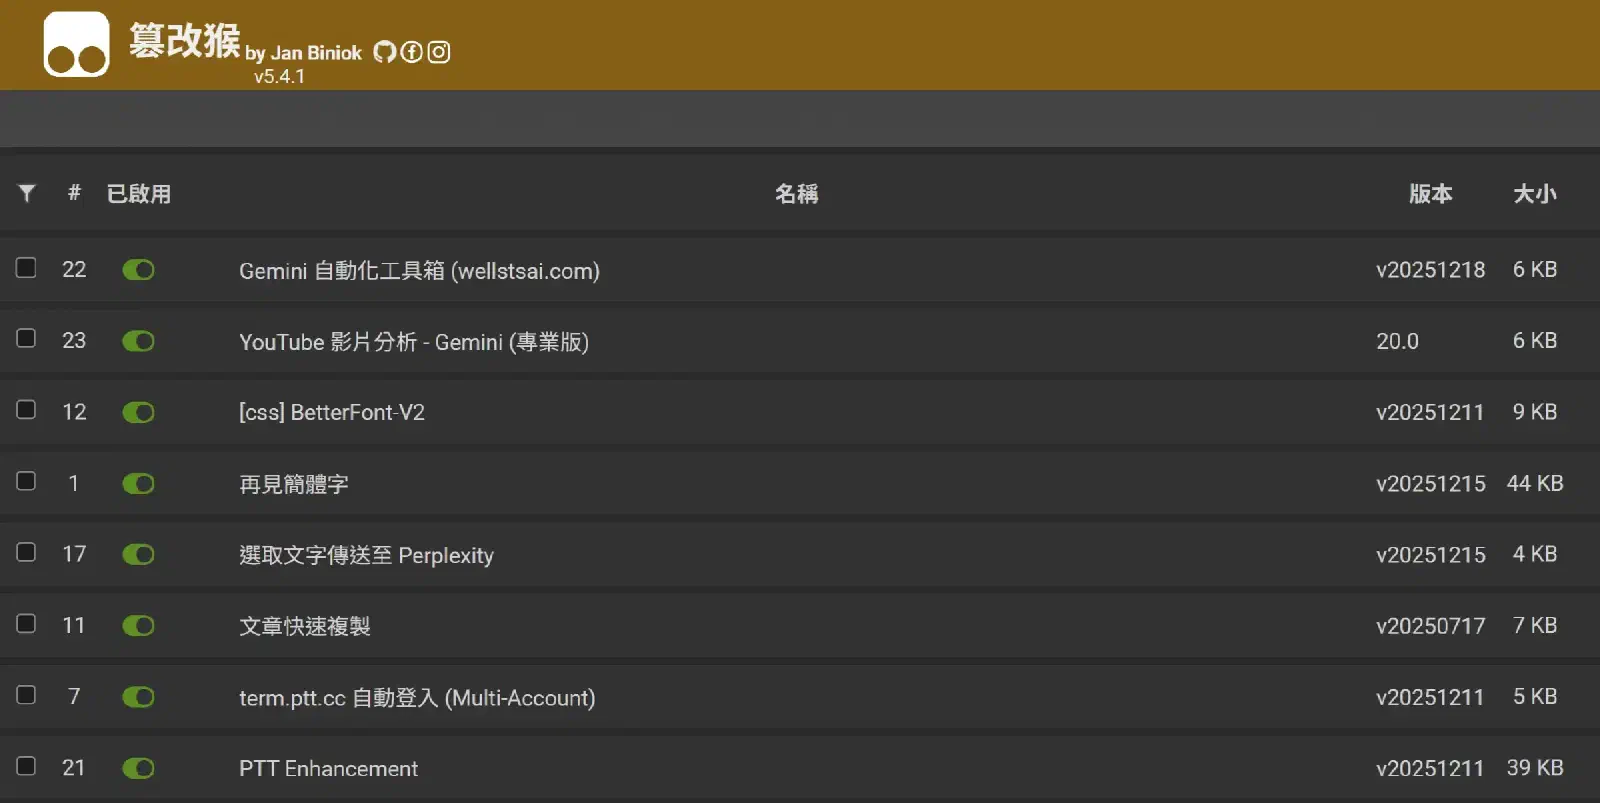 篡改猴 by Jan Biniok
v5.4.1
# 已啟用 名稱 版本 大小
22 Gemini 自動化工具箱 (wellstsai.com) v20251218 6 KB
23 YouTube 影片分析 - Gemini (專業版) 20.0 6 KB
12 [css] BetterFont-V2 v20251211 9 KB
1 再見簡體字 v20251215 44 KB
17 選取文字傳送至 Perplexity v20251215 4 KB
11 文章快速複製 v20250717 7 KB
7 term.ptt.cc 自動登入 (Multi-Account) v20251211 5 KB
21 PTT Enhancement v20251211 39 KB